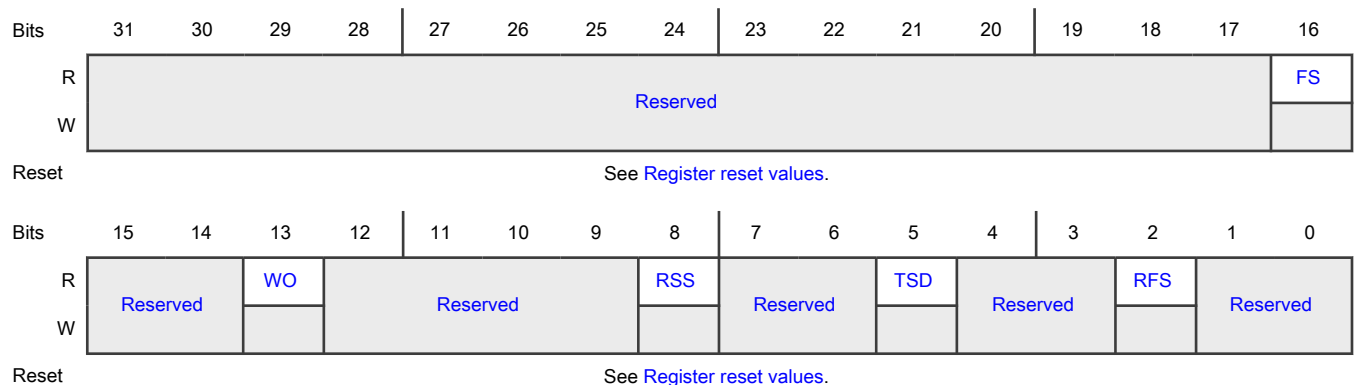 Bits 31 30 29 28 27 26 25 24 23 22 21 20 19 18 17 16
R FS
Reserved
W
Reset See Register reset values.
Bits 15 14 13 12 11 10 9 8 7 6 5 4 3 2 1 0
R WO RSS TSD RFS
Reserved Reserved Reserved Reserved Reserved
W
Reset See Register reset values.